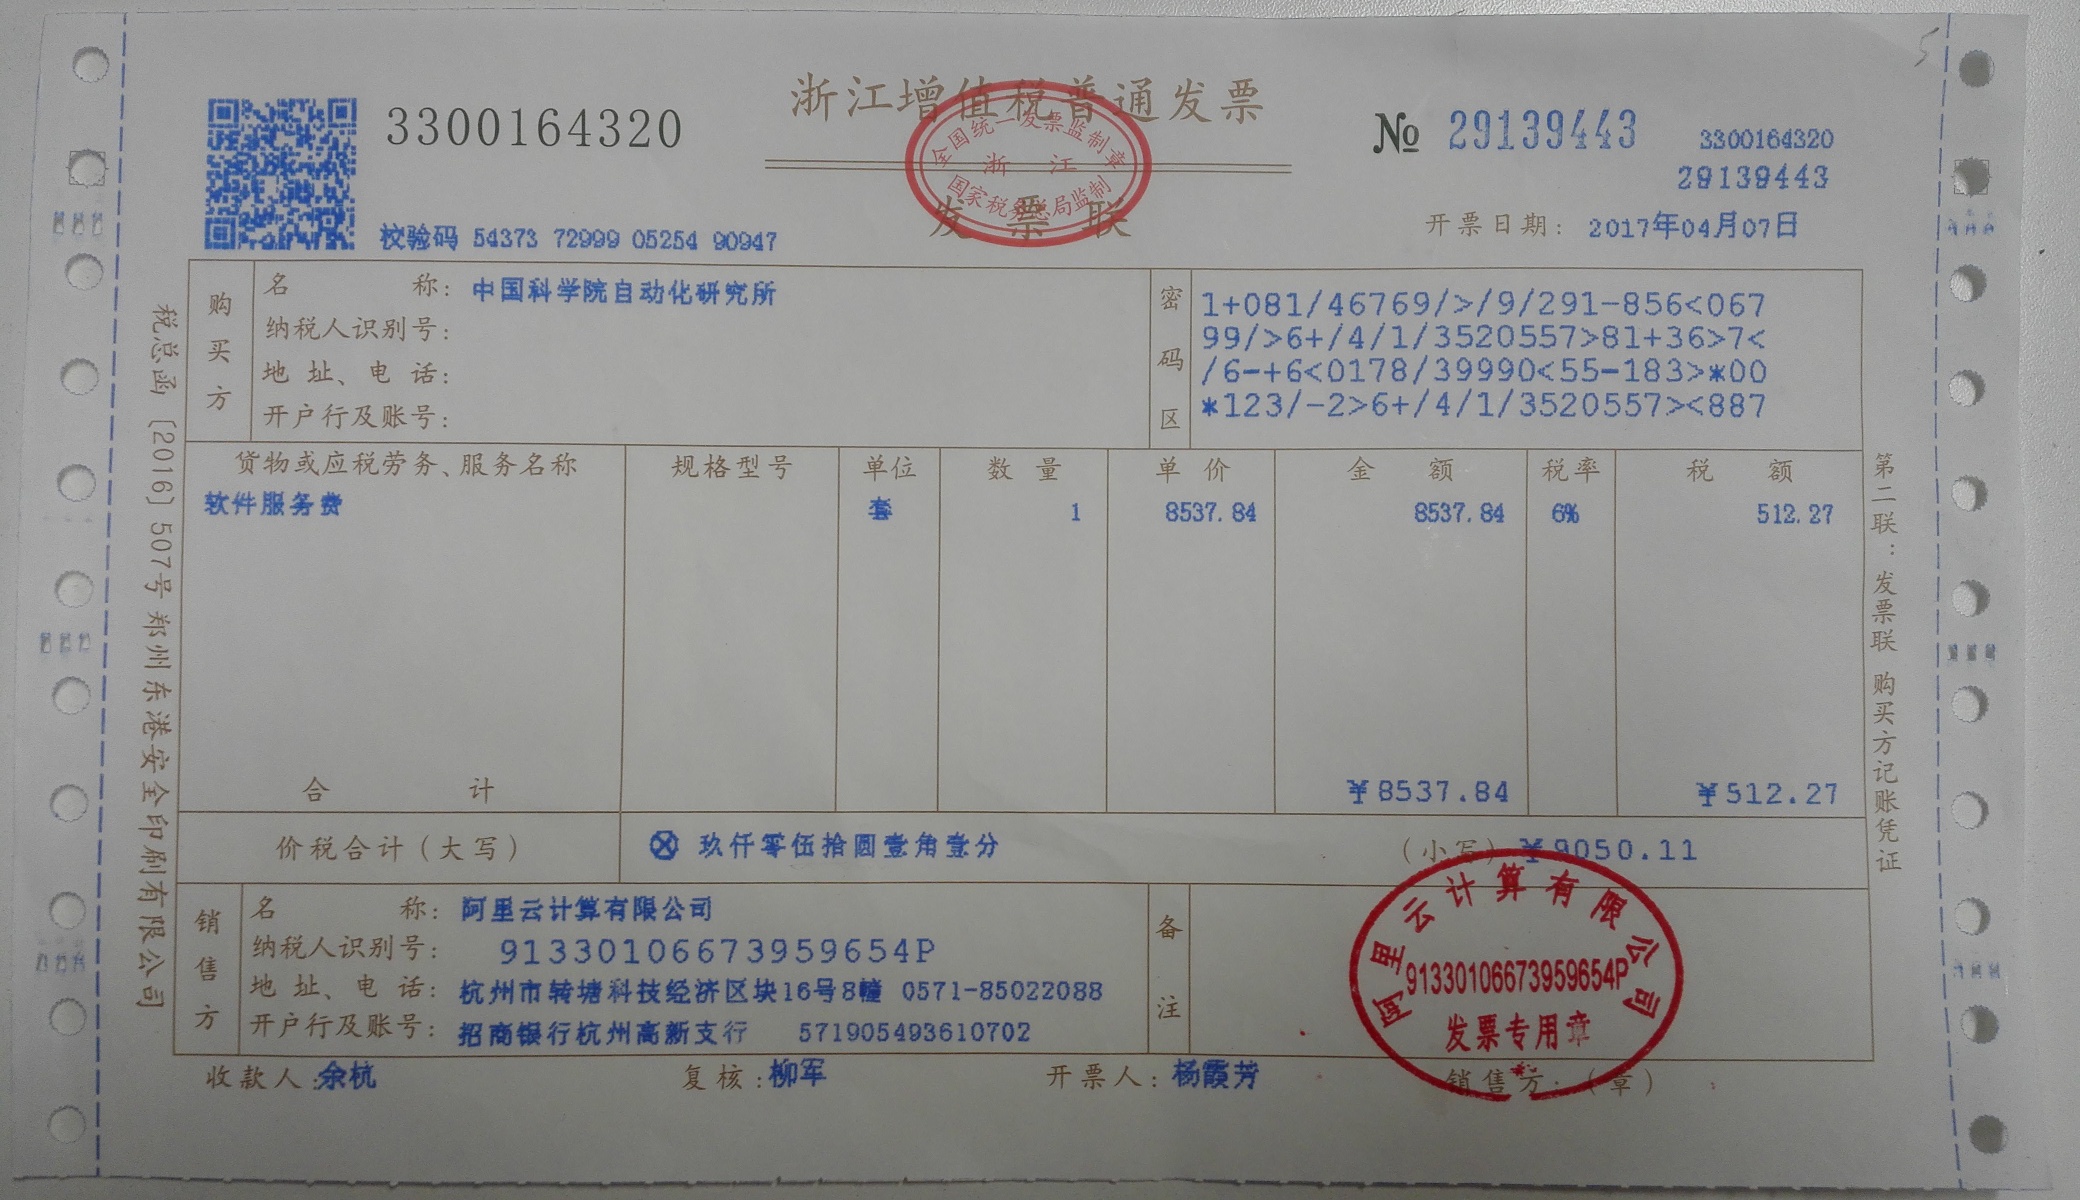 5
浙江增值税普通发票
3300164320
№ 29139443
3300164320
29139443
全国统一发票监制章
浙 江
国家税务总局监制
发票联
校验码 54373 72999 05254 90947
开票日期: 2017年04月07日
购买方
名 称: 中国科学院自动化研究所
纳税人识别号:
地 址、电 话:
开户行及账号:
密码区
1+081/46769/>/9/291-856<067
99/>6+/4/1/3520557>81+36>7<
/6-+6<0178/39990<55-183>*00
*123/-2>6+/4/1/3520557><887
货物或应税劳务、服务名称 规格型号 单位 数 量 单 价 金 额 税率 税 额
软件服务费 套 1 8537.84 8537.84 6% 512.27
合 计 ¥8537.84 ¥512.27
价税合计(大写) ⊗ 玖仟零伍拾圆壹角壹分 (小写) ¥9050.11
销售方
名 称: 阿里云计算有限公司
纳税人识别号: 91330106673959654P
地 址、电 话: 杭州市转塘科技经济区块16号8幢 0571-85022088
开户行及账号: 招商银行杭州高新支行 571905493610702
备注
阿里云计算有限公司
91330106673959654P
发票专用章
收款人:余杭 复核:柳军 开票人:杨霞芳 销售方:(章)
税总函〔2016〕507号 郑州东港安全印刷有限公司
第二联:发票联 购买方记账凭证